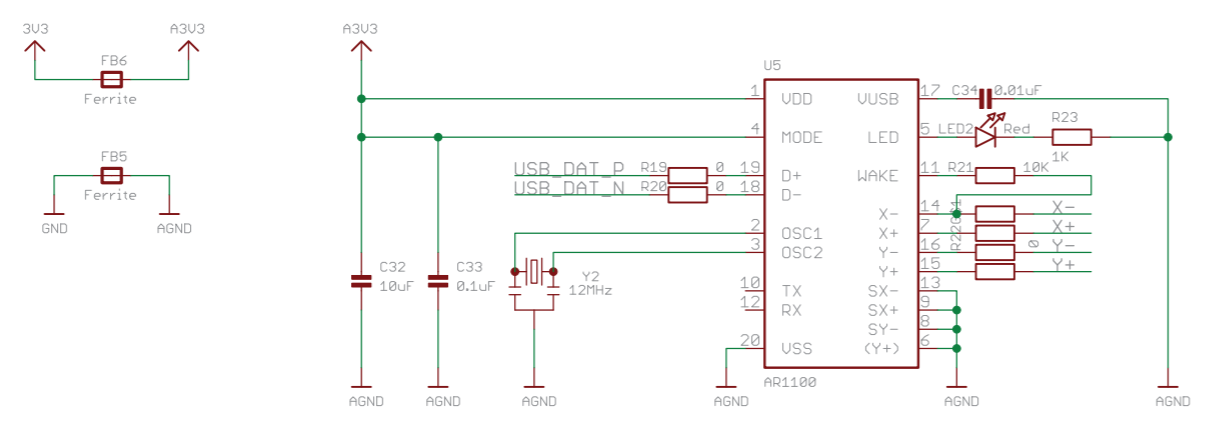 3V3
A3V3
FB6
Ferrite
FB5
Ferrite
GND
AGND
A3V3
C32
10uF
C33
0.1uF
AGND
AGND
USB_DAT_P
R19
0
USB_DAT_N
R20
0
Y2
12MHz
AGND
AGND
U5
1 VDD
4 MODE
19 D+
18 D-
2 OSC1
3 OSC2
10 TX
12 RX
20 VSS
VUSB 17
LED 5
WAKE 11
X- 14
X+ 7
Y- 16
Y+ 15
SX- 13
SX+ 9
SY- 8
(Y+) 6
AR1100
C34
0.01uF
LED2
Red
R23
1K
R21
10K
0
X-
X+
Y-
Y+
AGND
AGND